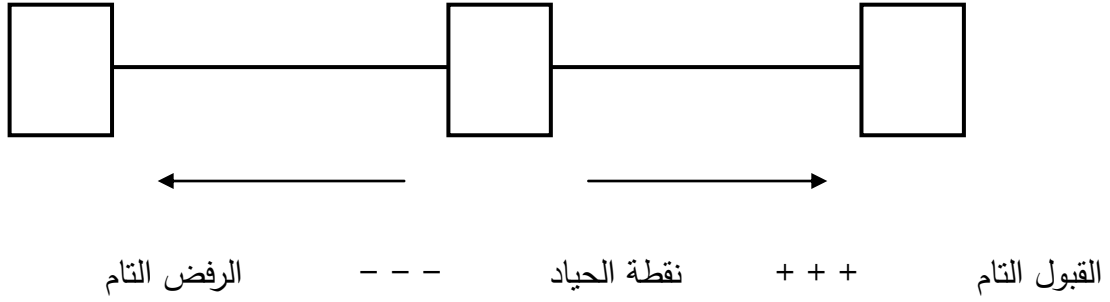 القبول التام + + + نقطة الحياد − − − الرفض التام